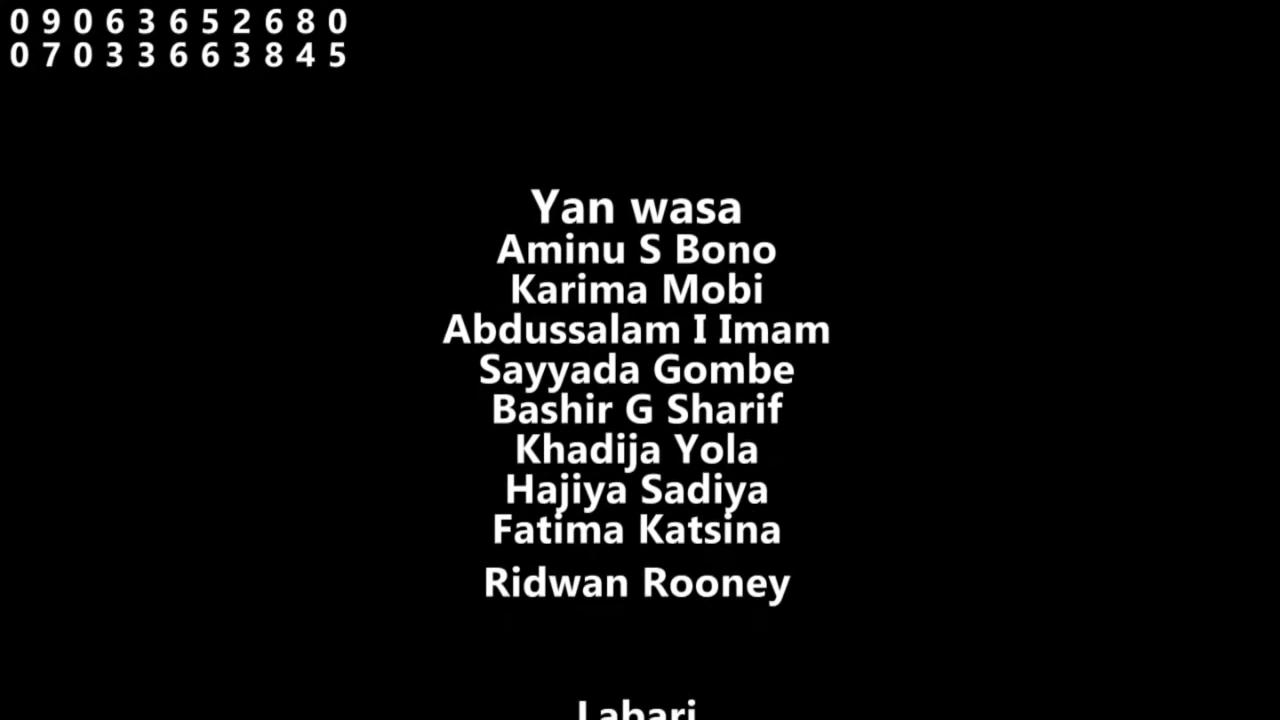 0 9 0 6 3 6 5 2 6 8 0
0 7 0 3 3 6 6 3 8 4 5
Yan wasa
Aminu S Bono
Karima Mobi
Abdussalam I Imam
Sayyada Gombe
Bashir G Sharif
Khadija Yola
Hajiya Sadiya
Fatima Katsina
Ridwan Rooney
Labari